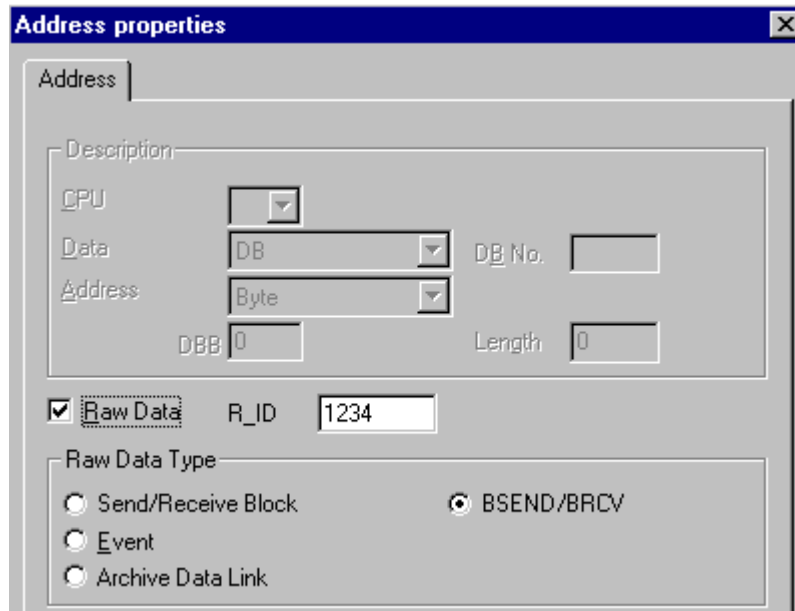 Address properties
Address
Description
CPU
Data DB DB No.
Address Byte
DBB 0 Length 0
Raw Data R_ID 1234
Raw Data Type
Send/Receive Block BSEND/BRCV
Event
Archive Data Link